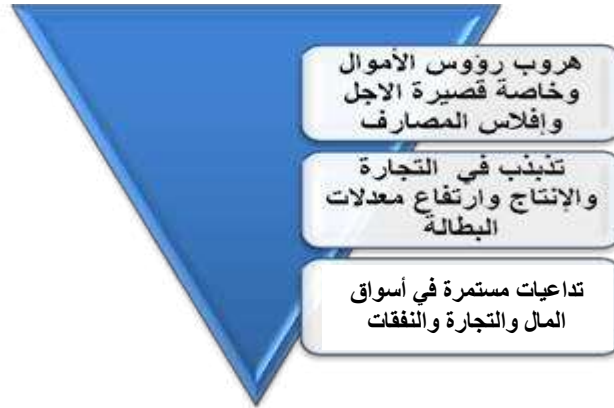 هروب رؤوس الأموال
وخاصة قصيرة الاجل
وإفلاس المصارف
تذبذب في التجارة
والإنتاج وارتفاع معدلات
البطالة
تداعيات مستمرة في أسواق
المال والتجارة والنفقات